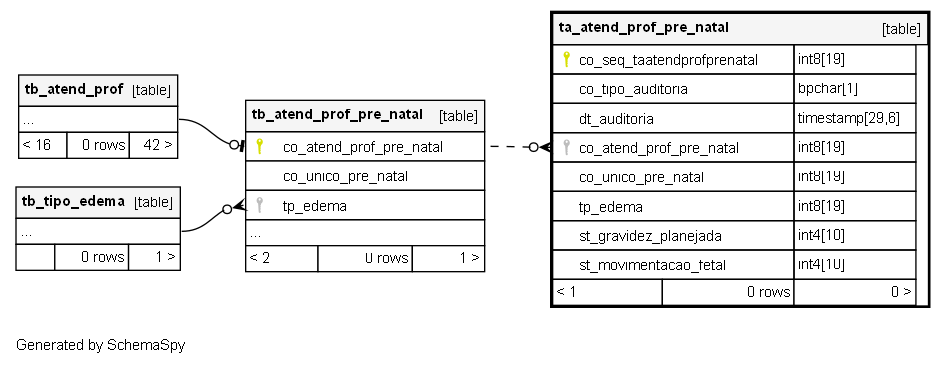 tb_atend_prof [table]
...
< 16 0 rows 42 >
tb_tipo_edema [table]
...
0 rows 1 >
tb_atend_prof_pre_natal [table]
co_atend_prof_pre_natal
co_unico_pre_natal
tp_edema
...
< 2 0 rows 1 >
ta_atend_prof_pre_natal [table]
co_seq_taatendprofprenatal int8[19]
co_tipo_auditoria bpchar[1]
dt_auditoria timestamp[29,6]
co_atend_prof_pre_natal int8[19]
co_unico_pre_natal int8[19]
tp_edema int8[19]
st_gravidez_planejada int4[10]
st_movimentacao_fetal int4[10]
< 1 0 rows 0 >
Generated by SchemaSpy